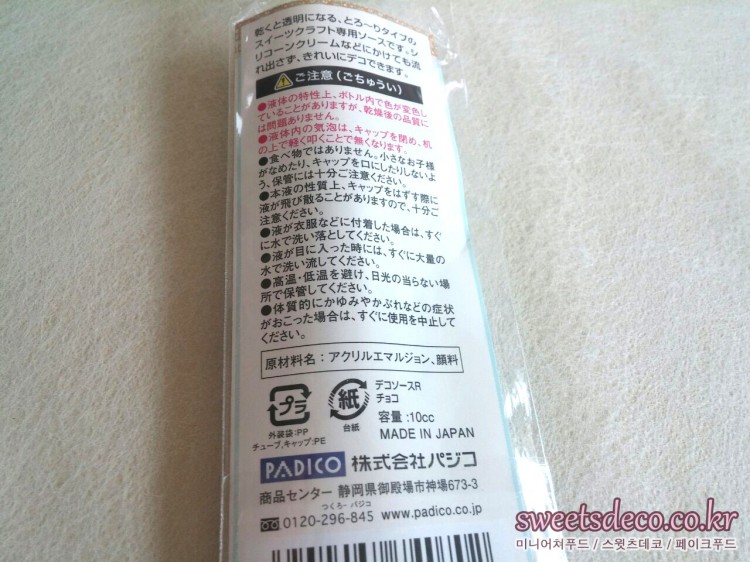 乾くと透明になる、とろ～りタイプの
スイーツクラフト専用ソースです。シ
リコーンクリームなどにかけても流
れ出さず、きれいにデコできます。
ご注意(ごちゅうい)
●液体の特性上、ボトル内で色が変色し
ていることがありますが、乾燥後の品質に
は問題ありません。
●液体内の気泡は、キャップを閉め、机
の上で軽く叩くことで無くなります。
●食べ物ではありません。小さなお子様
がなめたり、キャップを口にしたりしないよ
う、保管には十分ご注意ください。
●本液の性質上、キャップをはずす際に
液が飛び散ることがありますので、十分ご
注意ください。
●液が衣服などに付着した場合は、すぐ
に水で洗い落としてください。
●液が目に入った時には、すぐに大量の
水で洗い流してください。
●高温・低温を避け、日光の当らない場
所で保管してください。
●体質的にかゆみやかぶれなどの症状
がおこった場合は、すぐに使用を中止して
ください。
原材料名:アクリルエマルジョン、顔料
プラ
外装袋:PP
チューブ、キャップ:PE
紙
台紙
デコソースR
チョコ
容量:10cc
MADE IN JAPAN
PADICO 株式会社パジコ
商品センター 静岡県御殿場市神場673-3
つくろーパジコ
0120-296-845 www.padico.co.jp
sweetsdeco.co.kr
미니어쳐푸드 / 스윗츠데코 / 페이크푸드